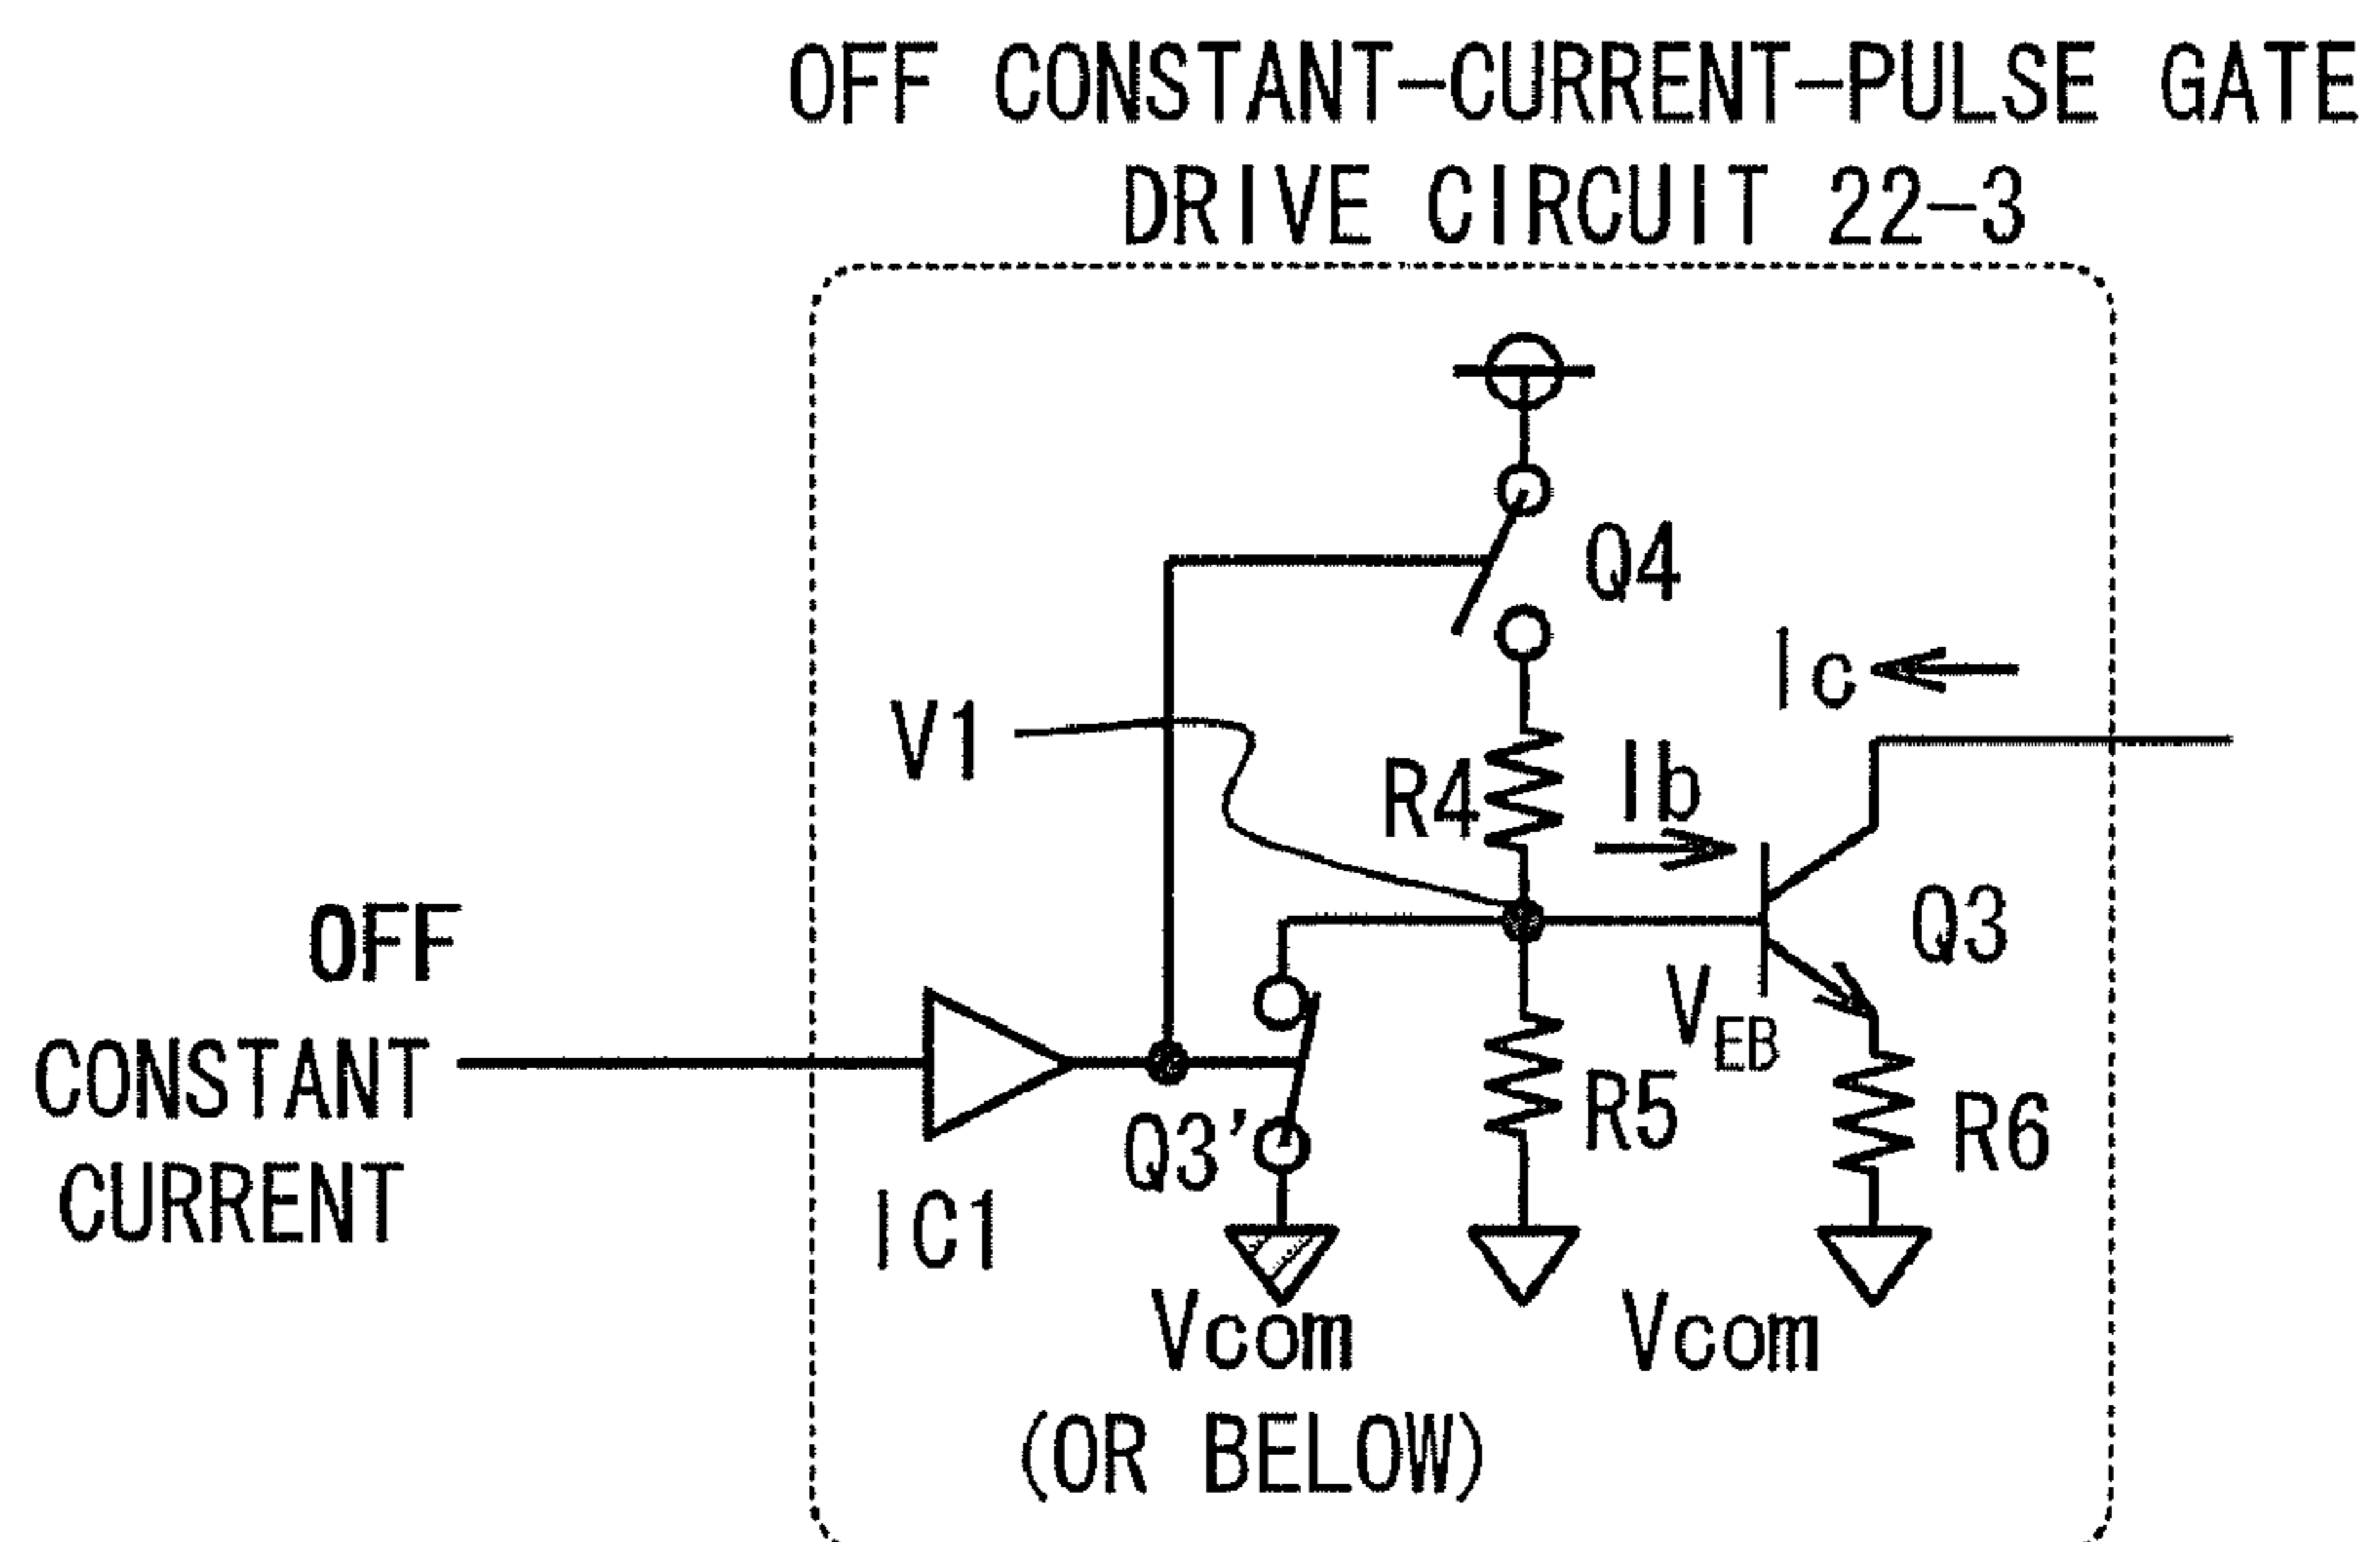 OFF CONSTANT-CURRENT-PULSE GATE
DRIVE CIRCUIT 22-3
Q4
Ic
V1
R4
Ib
OFF
CONSTANT
CURRENT
Q3
VEB
IC1
Q3'
R5
R6
Vcom
(OR BELOW)
Vcom